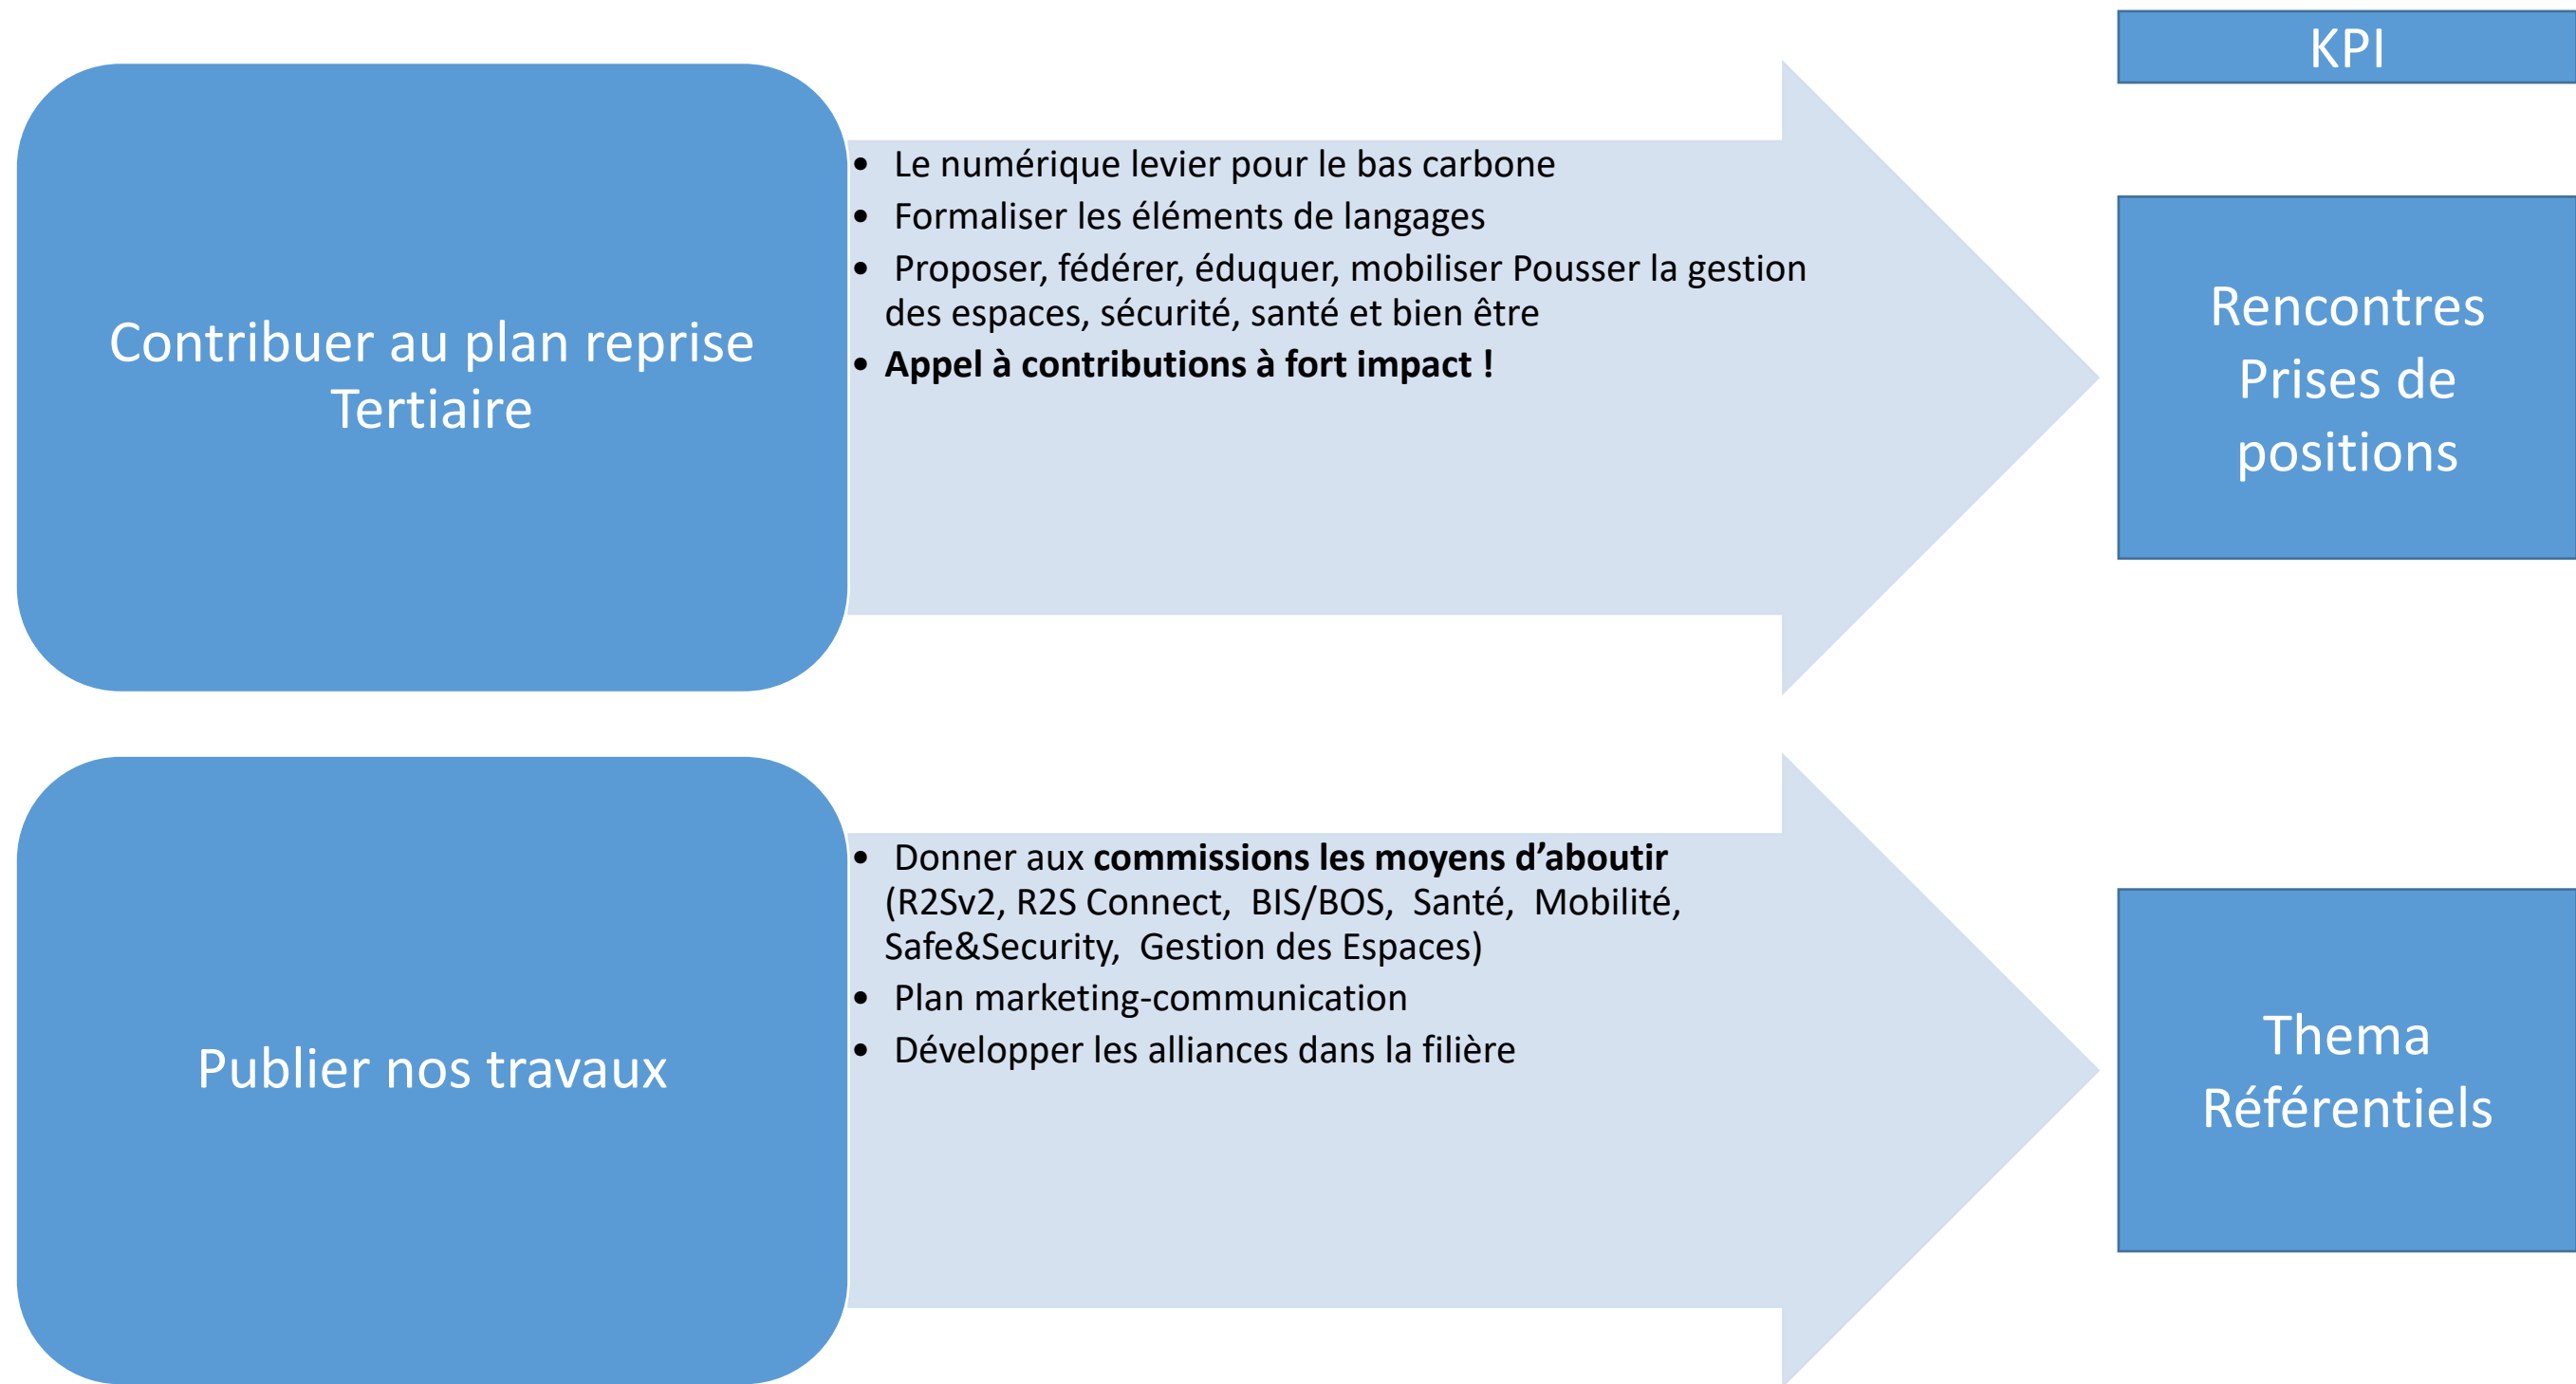 KPI
Contribuer au plan reprise
Tertiaire
• Le numérique levier pour le bas carbone
• Formaliser les éléments de langages
• Proposer, fédérer, éduquer, mobiliser Pousser la gestion
des espaces, sécurité, santé et bien être
• Appel à contributions à fort impact !
Rencontres
Prises de
positions
Publier nos travaux
• Donner aux commissions les moyens d’aboutir
(R2Sv2, R2S Connect, BIS/BOS, Santé, Mobilité,
Safe&Security, Gestion des Espaces)
• Plan marketing-communication
• Développer les alliances dans la filière
Thema
Référentiels